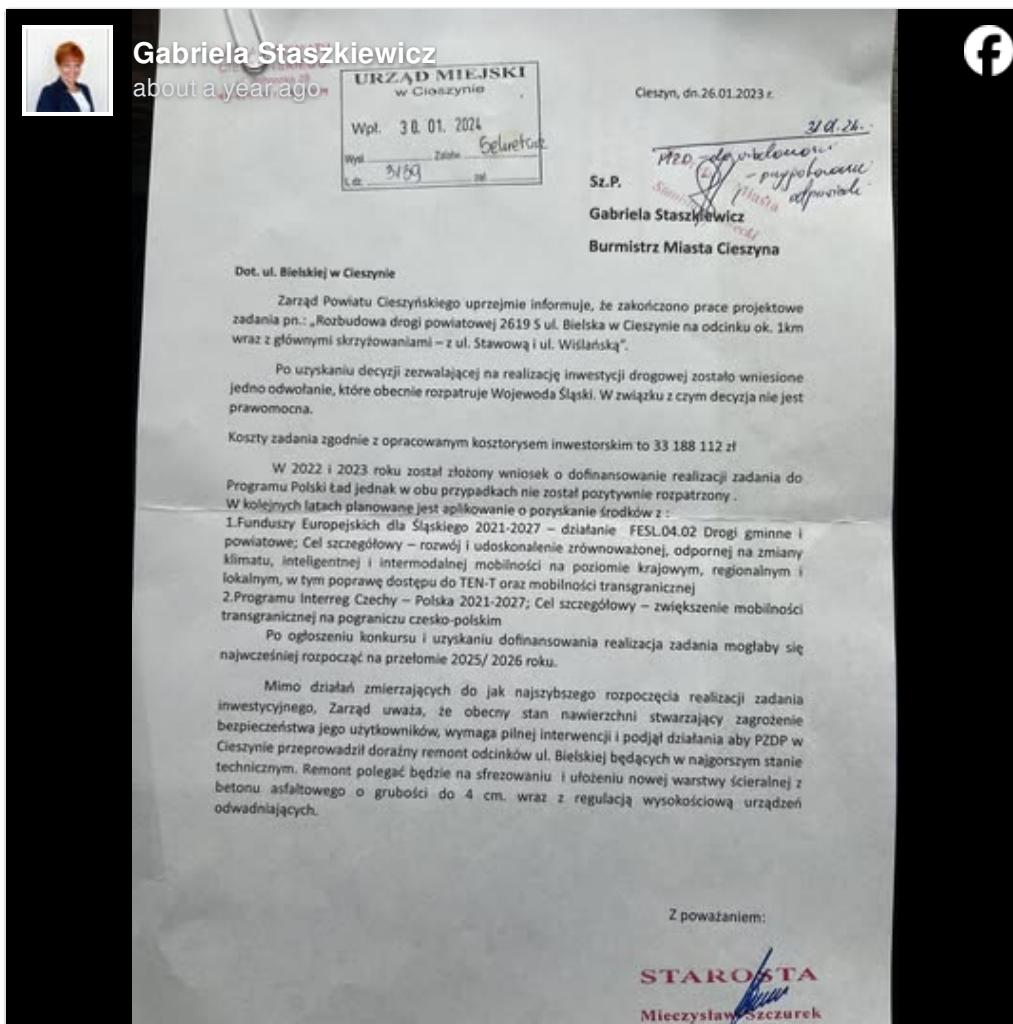 Gabriela Staszkiewicz
about a year ago
URZĄD MIEJSKI
w Cieszynie
Wpł. 30. 01. 2024
Wydz. Załatw. Sekretariat
L.dz. 3159 zał.
Cieszyn, dn.26.01.2023 r.
Sz.P.
Gabriela Staszkiewicz
Burmistrz Miasta Cieszyna
Dot. ul. Bielskiej w Cieszynie
Zarząd Powiatu Cieszyńskiego uprzejmie informuje, że zakończono prace projektowe
zadania pn.: „Rozbudowa drogi powiatowej 2619 S ul. Bielska w Cieszynie na odcinku ok. 1km
wraz z głównymi skrzyżowaniami – z ul. Stawową i ul. Wiślańską”.
Po uzyskaniu decyzji zezwalającej na realizację inwestycji drogowej zostało wniesione
jedno odwołanie, które obecnie rozpatruje Wojewoda Śląski. W związku z czym decyzja nie jest
prawomocna.
Koszty zadania zgodnie z opracowanym kosztorysem inwestorskim to 33 188 112 zł
W 2022 i 2023 roku został złożony wniosek o dofinansowanie realizacji zadania do
Programu Polski Ład jednak w obu przypadkach nie został pozytywnie rozpatrzony .
W kolejnych latach planowane jest aplikowanie o pozyskanie środków z :
1.Funduszy Europejskich dla Śląskiego 2021-2027 – działanie FESL.04.02 Drogi gminne i
powiatowe; Cel szczegółowy – rozwój i udoskonalenie zrównoważonej, odpornej na zmiany
klimatu, inteligentnej i intermodalnej mobilności na poziomie krajowym, regionalnym i
lokalnym, w tym poprawę dostępu do TEN-T oraz mobilności transgranicznej
2.Programu Interreg Czechy – Polska 2021-2027; Cel szczegółowy – zwiększenie mobilności
transgranicznej na pograniczu czesko-polskim
Po ogłoszeniu konkursu i uzyskaniu dofinansowania realizacja zadania mogłaby się
najwcześniej rozpocząć na przełomie 2025/ 2026 roku.
Mimo działań zmierzających do jak najszybszego rozpoczęcia realizacji zadania
inwestycyjnego, Zarząd uważa, że obecny stan nawierzchni stwarzający zagrożenie
bezpieczeństwa jego użytkowników, wymaga pilnej interwencji i podjął działania aby PZDP w
Cieszynie przeprowadził doraźny remont odcinków ul. Bielskiej będących w najgorszym stanie
technicznym. Remont polegać będzie na sfrezowaniu i ułożeniu nowej warstwy ścieralnej z
betonu asfaltowego o grubości do 4 cm. wraz z regulacją wysokościową urządzeń
odwadniających.
Z poważaniem:
STAROSTA
Mieczysław Szczurek